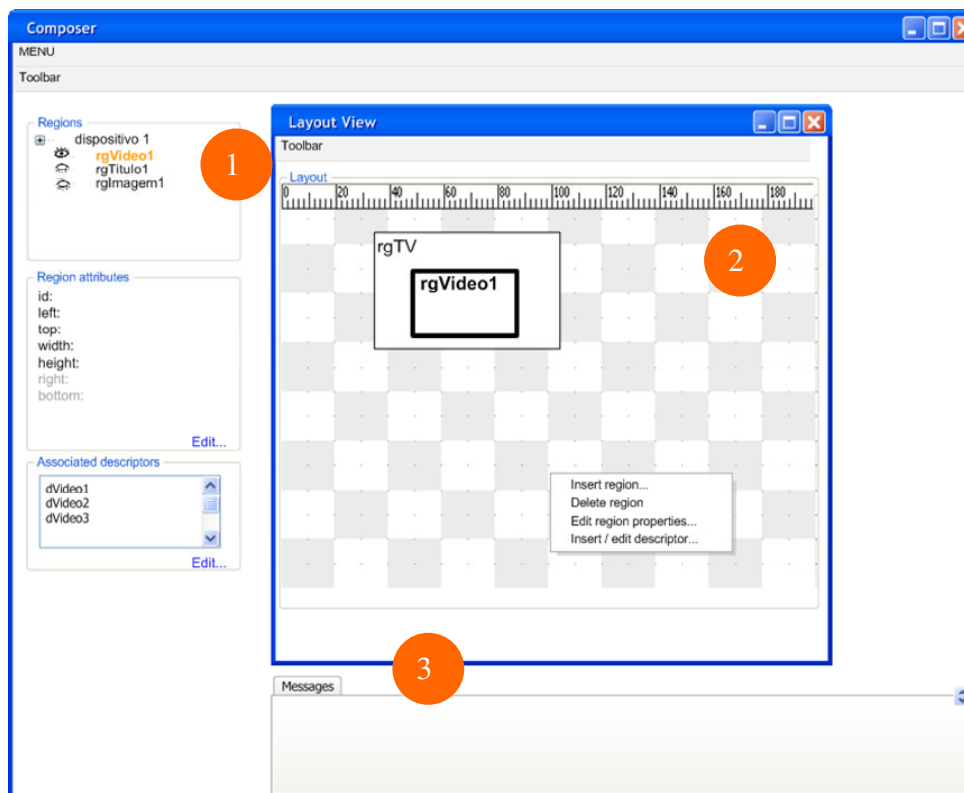 Composer
MENU
Toolbar
Regions
dispositivo 1
rgVideo1
rgTitulo1
rgImagem1
1
Region attributes
id:
left:
top:
width:
height:
right:
bottom:
Edit...
Associated descriptors
dVideo1
dVideo2
dVideo3
Edit...
Layout View
Toolbar
Layout
0 20 40 60 80 100 120 140 160 180
2
rgTV
rgVideo1
Insert region...
Delete region
Edit region properties...
Insert / edit descriptor...
3
Messages